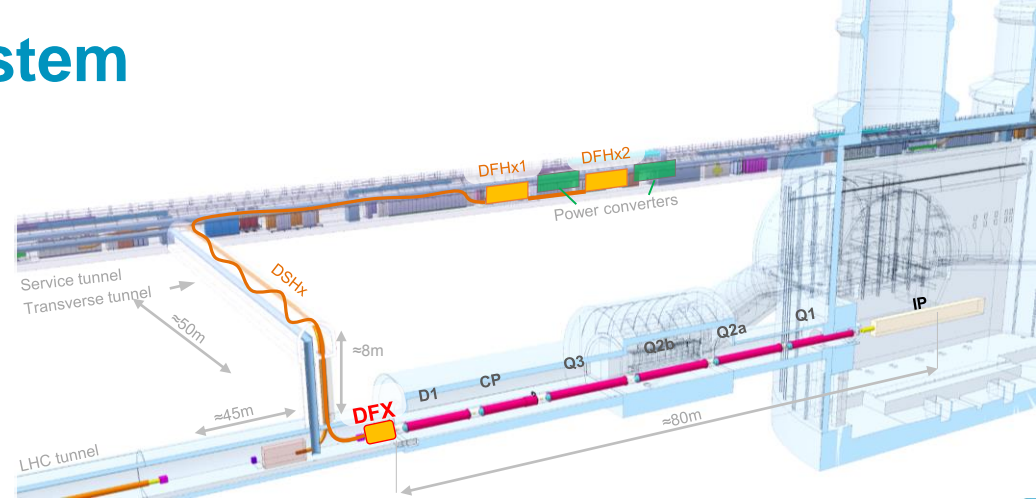 stem
DFHx1
DFHx2
Power converters
Service tunnel
Transverse tunnel
DSHx
≈50m
≈8m
≈45m
LHC tunnel
DFX
D1
CP
Q3
Q2b
Q2a
Q1
IP
≈80m